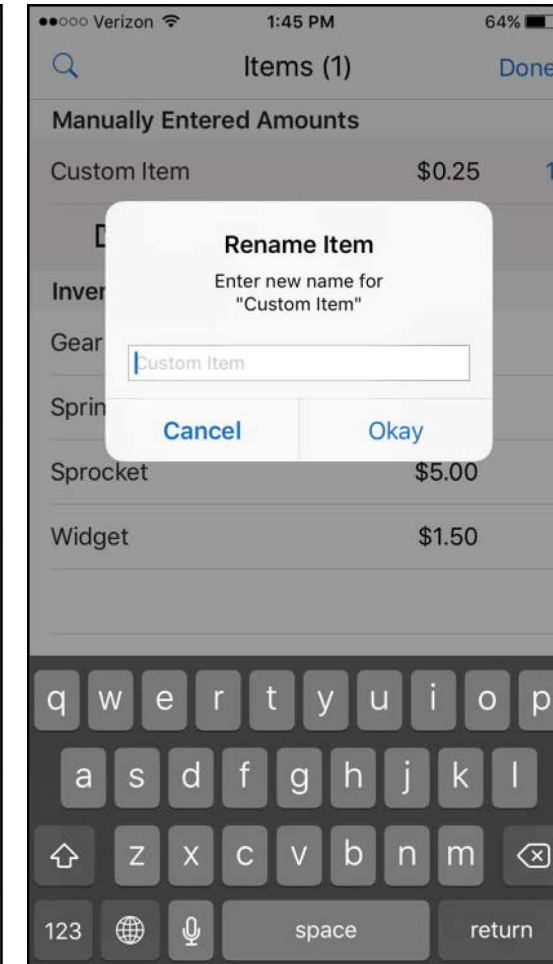 Verizon 1:45 PM 64%
Items (1) Done
Manually Entered Amounts
Custom Item $0.25 1
Rename Item
Enter new name for
"Custom Item"
Custom Item
Cancel Okay
Inver
Gear
Sprin
Sprocket $5.00
Widget $1.50
q w e r t y u i o p
a s d f g h j k l
z x c v b n m
123 space return